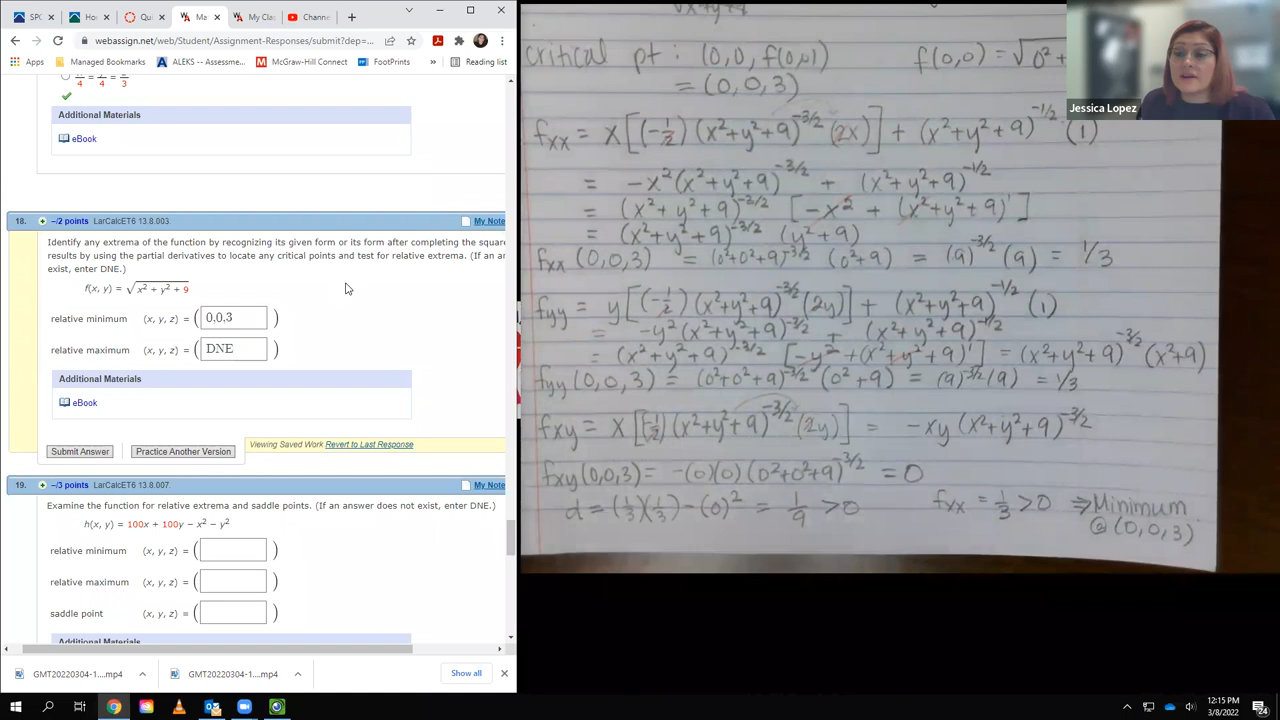 SPC
Ho
Qu
Ma
W My Cla
Channe
webassign.net/web/Student/Assignment-Responses/submit?dep=...
Apps
Managed Bookmarks
ALEKS -- Assessme...
McGraw-Hill Connect
FootPrints
Reading list
Additional Materials
eBook
18. –/2 points LarCalcET6 13.8.003. My Note
Identify any extrema of the function by recognizing its given form or its form after completing the square
results by using the partial derivatives to locate any critical points and test for relative extrema. (If an a
exist, enter DNE.)
f(x, y) = √x² + y² + 9
relative minimum (x, y, z) = ( 0,0,3 )
relative maximum (x, y, z) = ( DNE )
Additional Materials
eBook
Submit Answer Practice Another Version Viewing Saved Work Revert to Last Response
19. –/3 points LarCalcET6 13.8.007. My Note
Examine the function for relative extrema and saddle points. (If an answer does not exist, enter DNE.)
h(x, y) = 100x + 100y − x² − y²
relative minimum (x, y, z) = ( )
relative maximum (x, y, z) = ( )
saddle point (x, y, z) = ( )
Additional Materials
GMT20220304-1....mp4
GMT20220304-1....mp4
Show all
critical pt : (0,0, f(0,0)) f(0,0) = √0² +
= (0,0,3)
fxx = x[(-1/2)(x²+y²+9)^-3/2 (2x)] + (x²+y²+9)^-1/2 (1)
= -x²(x²+y²+9)^-3/2 + (x²+y²+9)^-1/2
= (x²+y²+9)^-3/2 [-x² + (x²+y²+9)^1]
= (x²+y²+9)^-3/2 (y²+9)
fxx (0,0,3) = (0²+0²+9)^-3/2 (0²+9) = (9)^-3/2 (9) = 1/3
fyy = y[(-1/2)(x²+y²+9)^-3/2 (2y)] + (x²+y²+9)^-1/2 (1)
= -y²(x²+y²+9)^-3/2 + (x²+y²+9)^-1/2
= (x²+y²+9)^-3/2 [-y² + (x²+y²+9)^1] = (x²+y²+9)^-3/2 (x²+9)
fyy (0,0,3) = (0²+0²+9)^-3/2 (0²+9) = (9)^-3/2 (9) = 1/3
fxy = x[(-1/2)(x²+y²+9)^-3/2 (2y)] = -xy (x²+y²+9)^-3/2
fxy(0,0,3) = -(0)(0)(0²+0²+9)^-3/2 = 0
d = (1/3)(1/3) - (0)² = 1/9 > 0 fxx = 1/3 > 0 ⇒ Minimum
@ (0,0,3)
Jessica Lopez
12:15 PM
3/8/2022
24